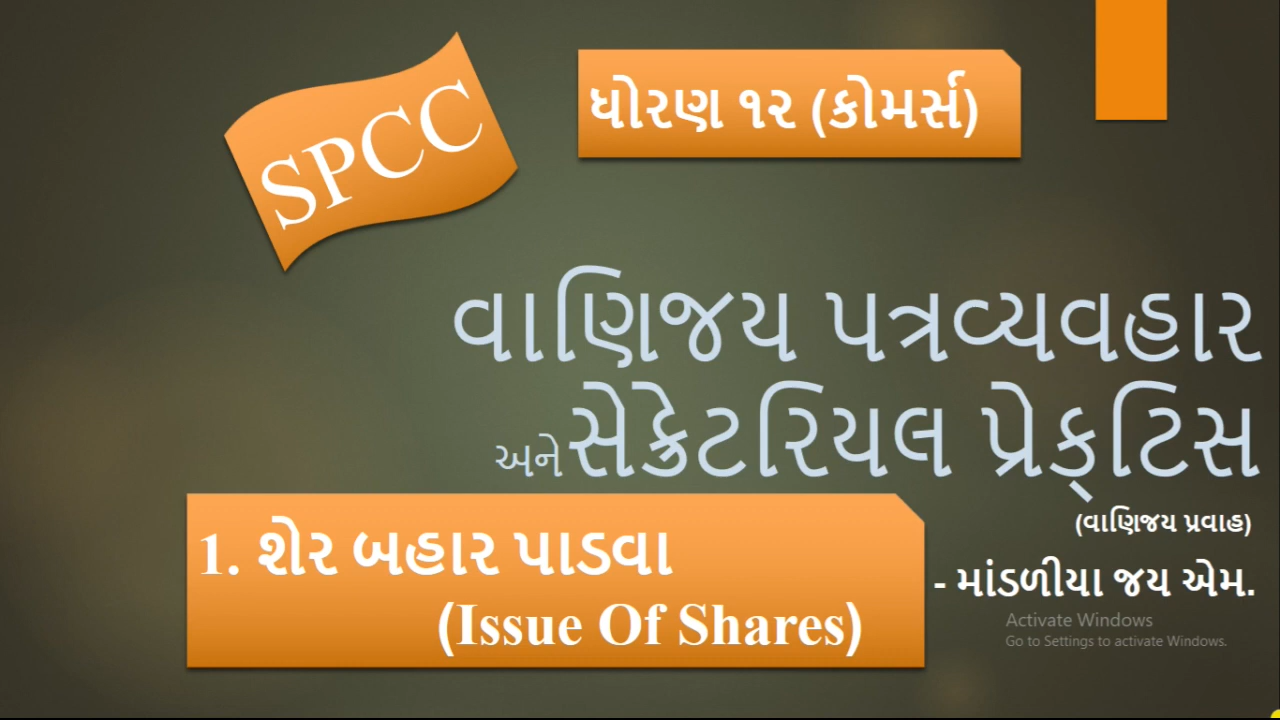 SPCC
ધોરણ ૧૨ (કોમર્સ)
વાણિજય પત્રવ્યવહાર
અને સેક્રેટરિયલ પ્રેક્ટિસ
(વાણિજય પ્રવાહ)
1. શેર બહાર પાડવા
(Issue Of Shares)
- માંડળીયા જય એમ.
Activate Windows
Go to Settings to activate Windows.